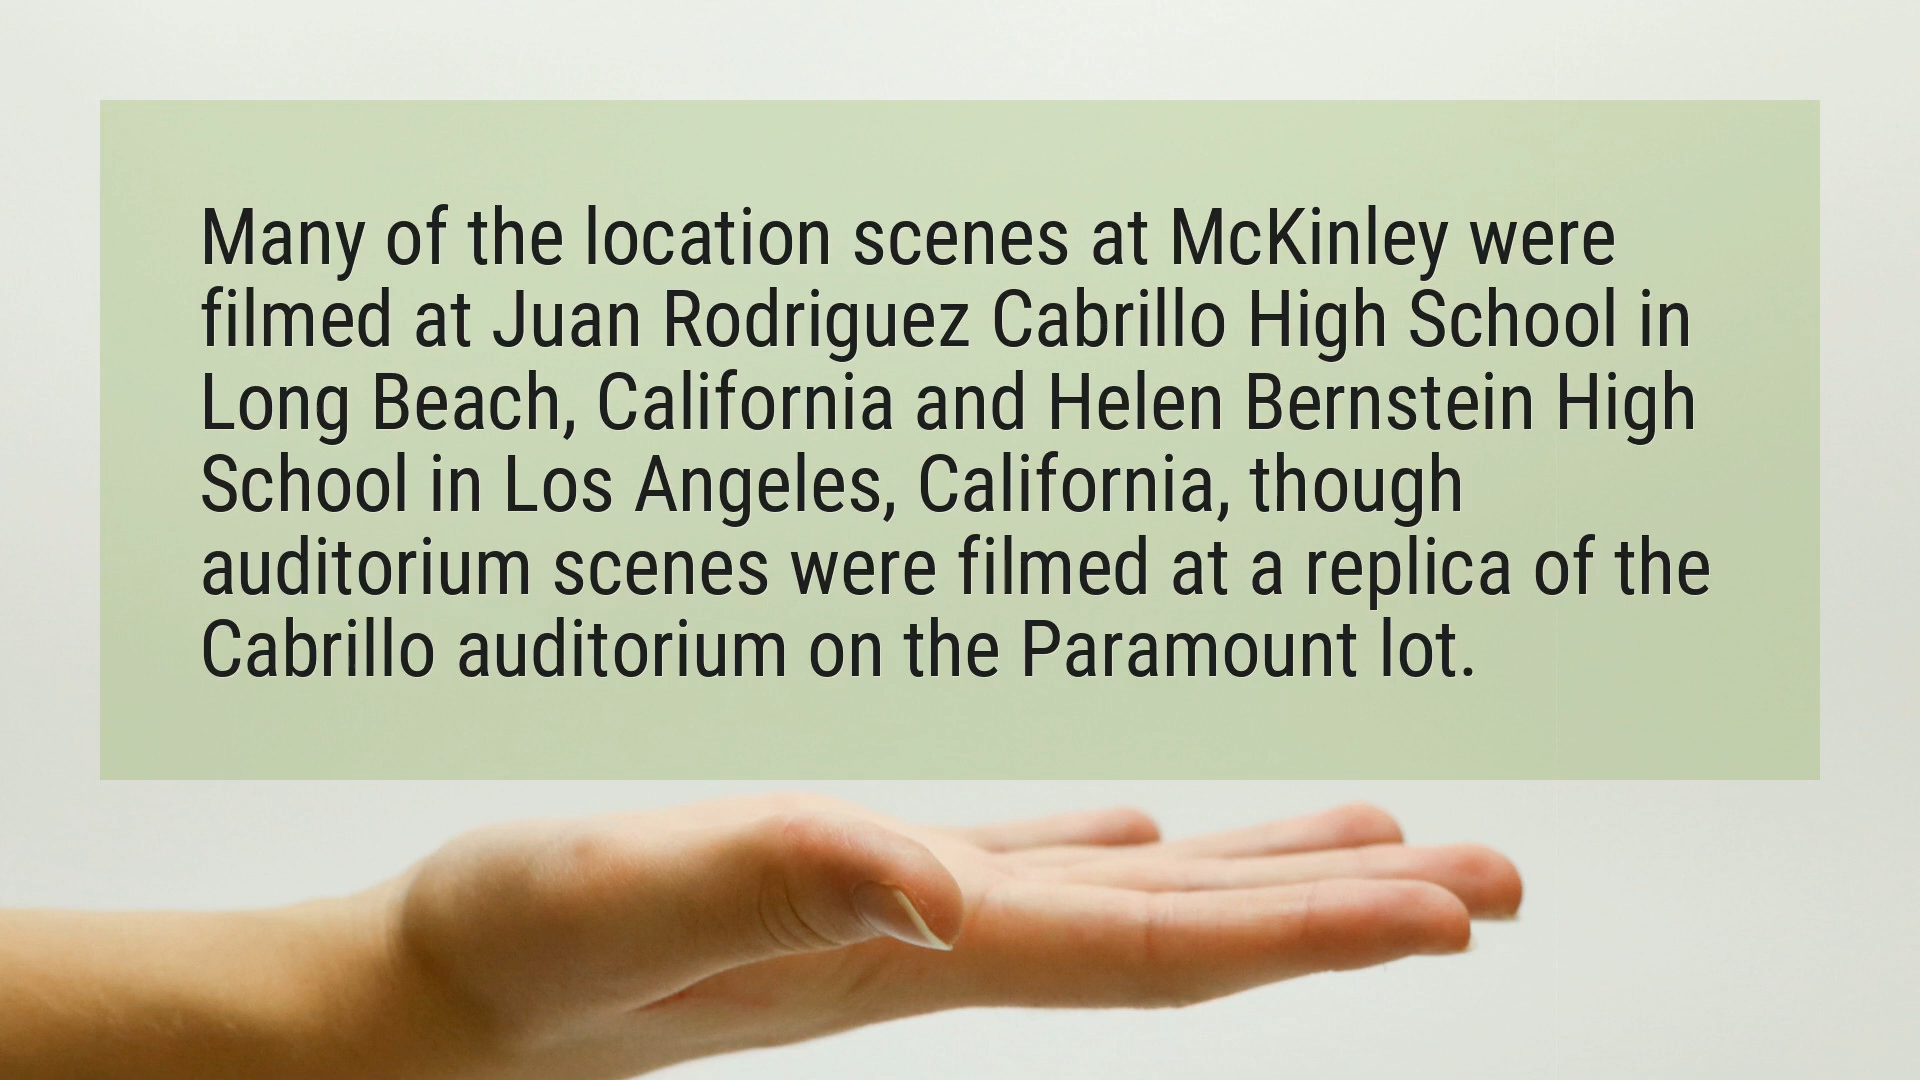 Many of the location scenes at McKinley were
filmed at Juan Rodriguez Cabrillo High School in
Long Beach, California and Helen Bernstein High
School in Los Angeles, California, though
auditorium scenes were filmed at a replica of the
Cabrillo auditorium on the Paramount lot.